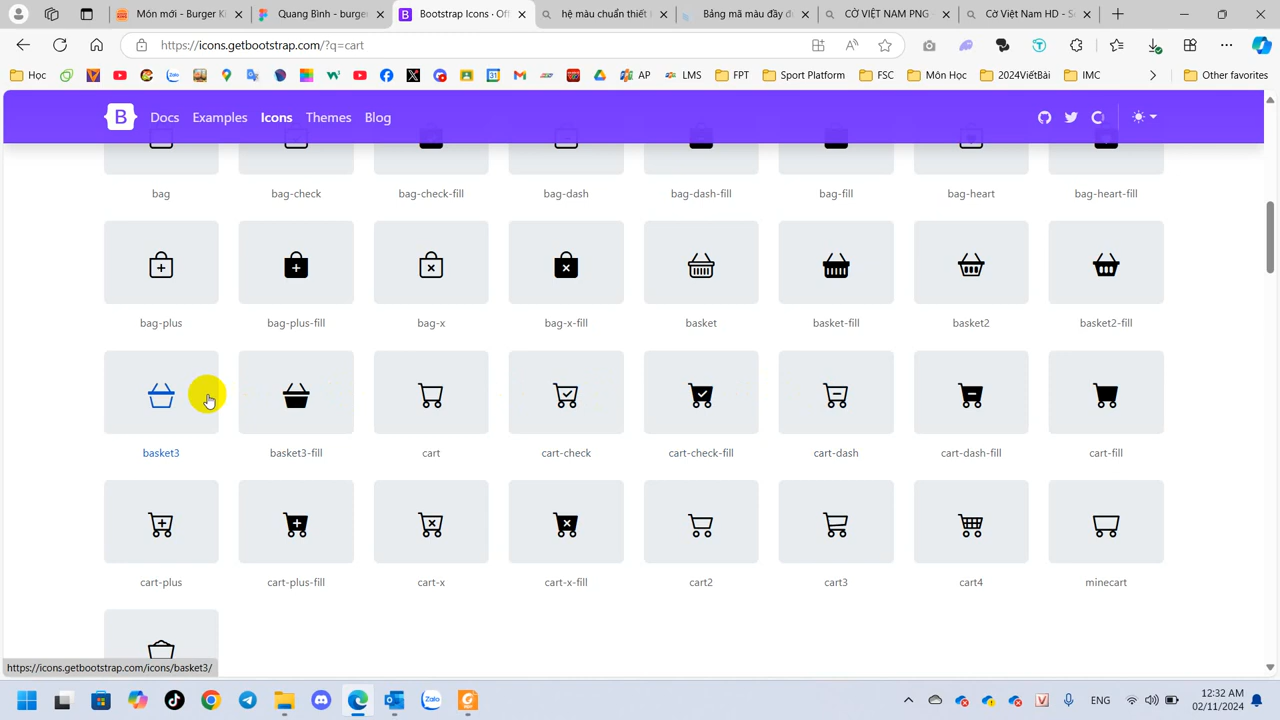 Món mới - Burger Ki
Quang Bình - burger
Bootstrap Icons · Of
hệ màu chuẩn thiết
Bảng mã màu đầy đ
CỜ VIỆT NAM PNG
Cờ Việt Nam HD - S
https://icons.getbootstrap.com/?q=cart
Học
AP
LMS
FPT
Sport Platform
FSC
Môn Học
2024ViếtBài
IMC
Other favorites
B
Docs
Examples
Icons
Themes
Blog
bag
bag-check
bag-check-fill
bag-dash
bag-dash-fill
bag-fill
bag-heart
bag-heart-fill
bag-plus
bag-plus-fill
bag-x
bag-x-fill
basket
basket-fill
basket2
basket2-fill
basket3
basket3-fill
cart
cart-check
cart-check-fill
cart-dash
cart-dash-fill
cart-fill
cart-plus
cart-plus-fill
cart-x
cart-x-fill
cart2
cart3
cart4
minecart
https://icons.getbootstrap.com/icons/basket3/
Zalo
ENG
12:32 AM
02/11/2024